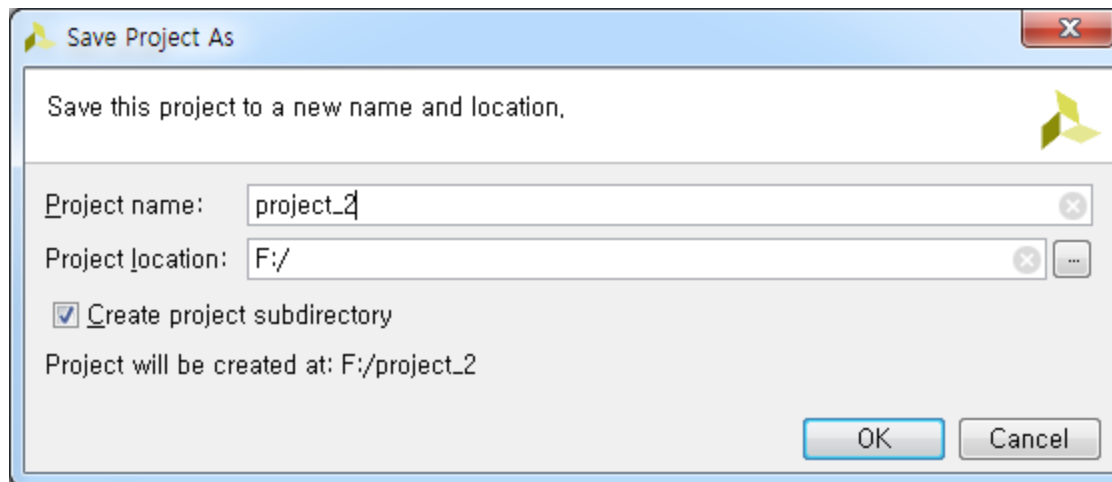 Save Project As
Save this project to a new name and location,
Project name: project_2
Project location: F:/ ...
Create project subdirectory
Project will be created at: F:/project_2
OK Cancel